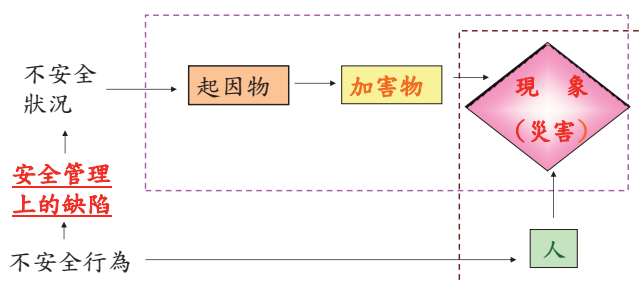 不安全
狀況
起因物
加害物
現 象
(災害)
安全管理
上的缺陷
不安全行為
人